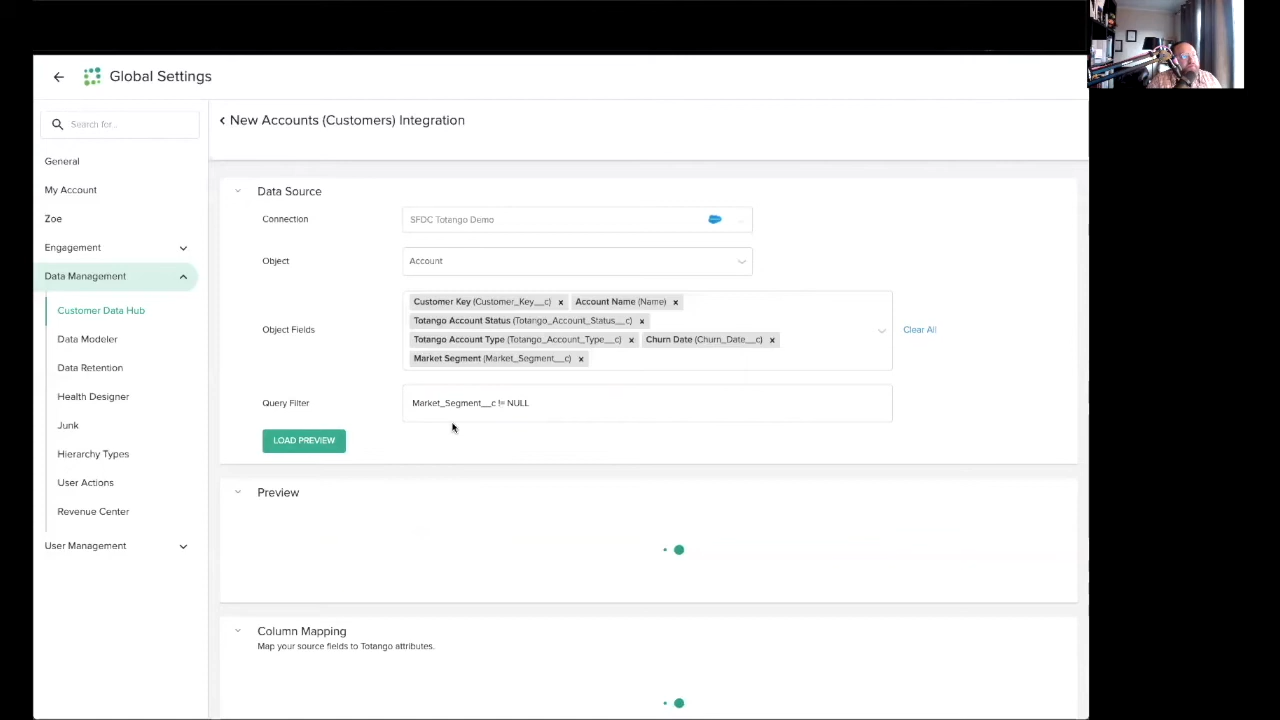 Global Settings
Search for..
General
My Account
Zoe
Engagement
Data Management
Customer Data Hub
Data Modeler
Data Retention
Health Designer
Junk
Hierarchy Types
User Actions
Revenue Center
User Management
New Accounts (Customers) Integration
Data Source
Connection
SFDC Totango Demo
Object
Account
Object Fields
Customer Key (Customer_Key__c) × Account Name (Name) ×
Totango Account Status (Totango_Account_Status__c) ×
Totango Account Type (Totango_Account_Type__c) × Churn Date (Churn_Date__c) ×
Market Segment (Market_Segment__c) ×
Clear All
Query Filter
Market_Segment__c != NULL
LOAD PREVIEW
Preview
Column Mapping
Map your source fields to Totango attributes.